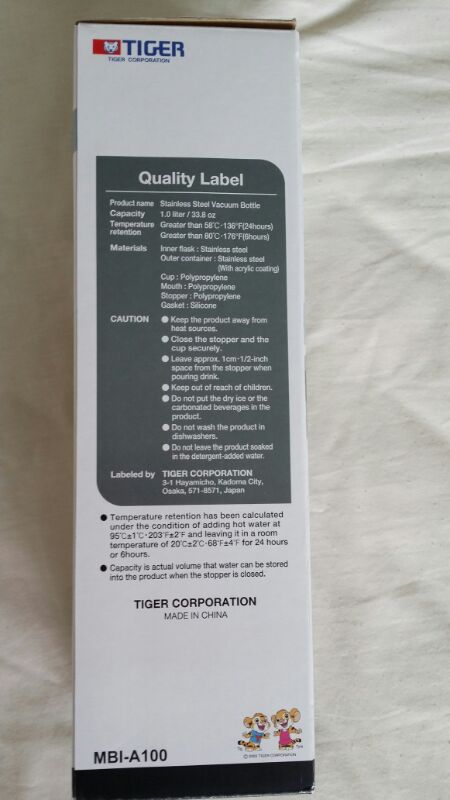 TIGER
TIGER CORPORATION
Quality Label
Product name Stainless Steel Vacuum Bottle
Capacity 1.0 liter / 33.8 oz
Temperature Greater than 58℃·136℉(24hours)
retention Greater than 80℃·176℉(6hours)
Materials Inner flask : Stainless steel
Outer container : Stainless steel
(With acrylic coating)
Cup : Polypropylene
Mouth : Polypropylene
Stopper : Polypropylene
Gasket : Silicone
CAUTION ● Keep the product away from
heat sources.
● Close the stopper and the
cup securely.
● Leave approx. 1cm·1/2-inch
space from the stopper when
pouring drink.
● Keep out of reach of children.
● Do not put the dry ice or the
carbonated beverages in the
product.
● Do not wash the product in
dishwashers.
● Do not leave the product soaked
in the detergent-added water.
Labeled by TIGER CORPORATION
3-1 Hayamicho, Kadoma City,
Osaka, 571-8571, Japan
● Temperature retention has been calculated
under the condition of adding hot water at
95℃±1℃·203℉±2℉ and leaving it in a room
temperature of 20℃±2℃·68℉±4℉ for 24 hours
or 6hours.
● Capacity is actual volume that water can be stored
into the product when the stopper is closed.
TIGER CORPORATION
MADE IN CHINA
TIGER CORPORATION
MBI-A100